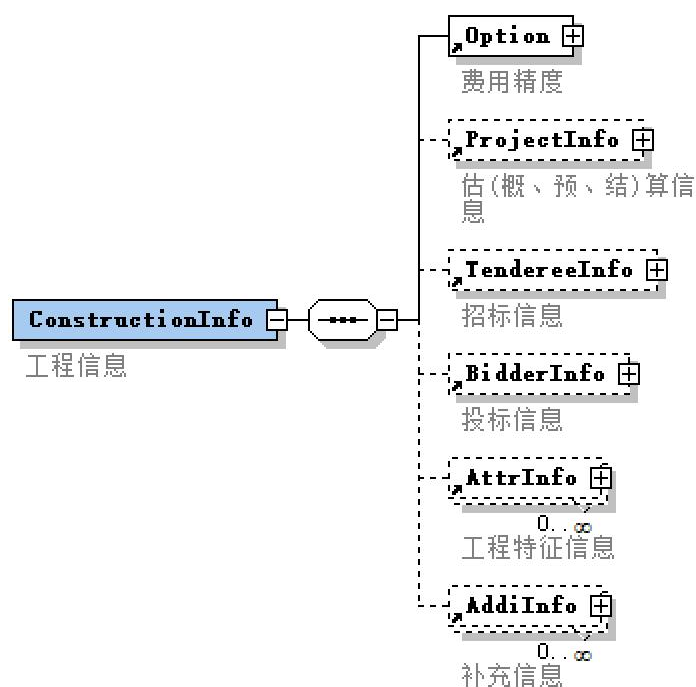 Option
费用精度
ProjectInfo
估(概、预、结)算信
息
TendereeInfo
招标信息
ConstructionInfo
工程信息
BidderInfo
投标信息
AttrInfo
0..∞
工程特征信息
AddiInfo
0..∞
补充信息